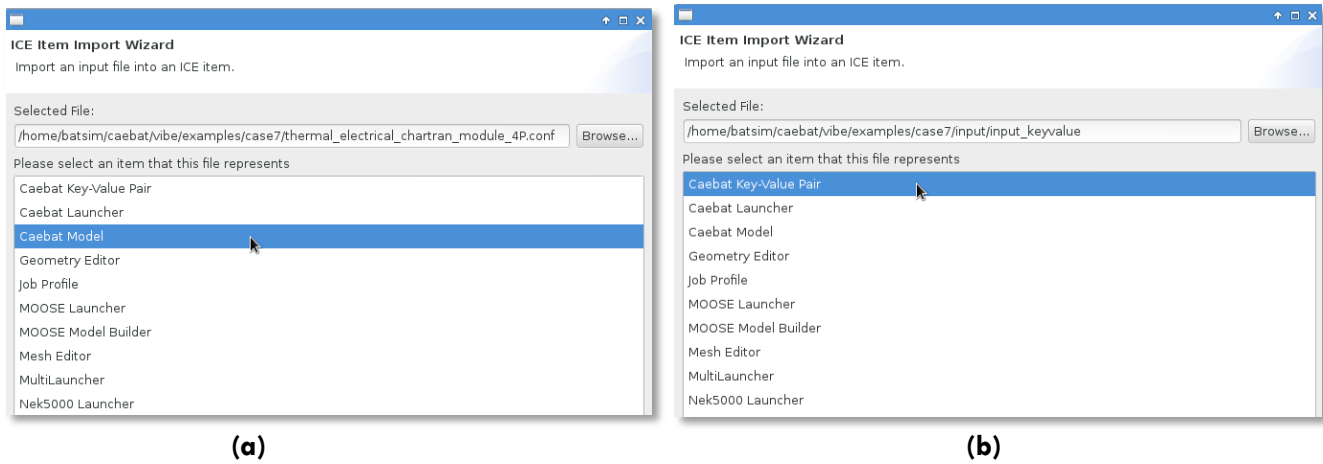 ICE Item Import Wizard
Import an input file into an ICE item.
Selected File:
/home/batsim/caebat/vibe/examples/case7/thermal_electrical_chartran_module_4P.conf Browse...
Please select an item that this file represents
Caebat Key-Value Pair
Caebat Launcher
Caebat Model
Geometry Editor
Job Profile
MOOSE Launcher
MOOSE Model Builder
Mesh Editor
MultiLauncher
Nek5000 Launcher
(a)
ICE Item Import Wizard
Import an input file into an ICE item.
Selected File:
/home/batsim/caebat/vibe/examples/case7/input/input_keyvalue Browse...
Please select an item that this file represents
Caebat Key-Value Pair
Caebat Launcher
Caebat Model
Geometry Editor
Job Profile
MOOSE Launcher
MOOSE Model Builder
Mesh Editor
MultiLauncher
Nek5000 Launcher
(b)